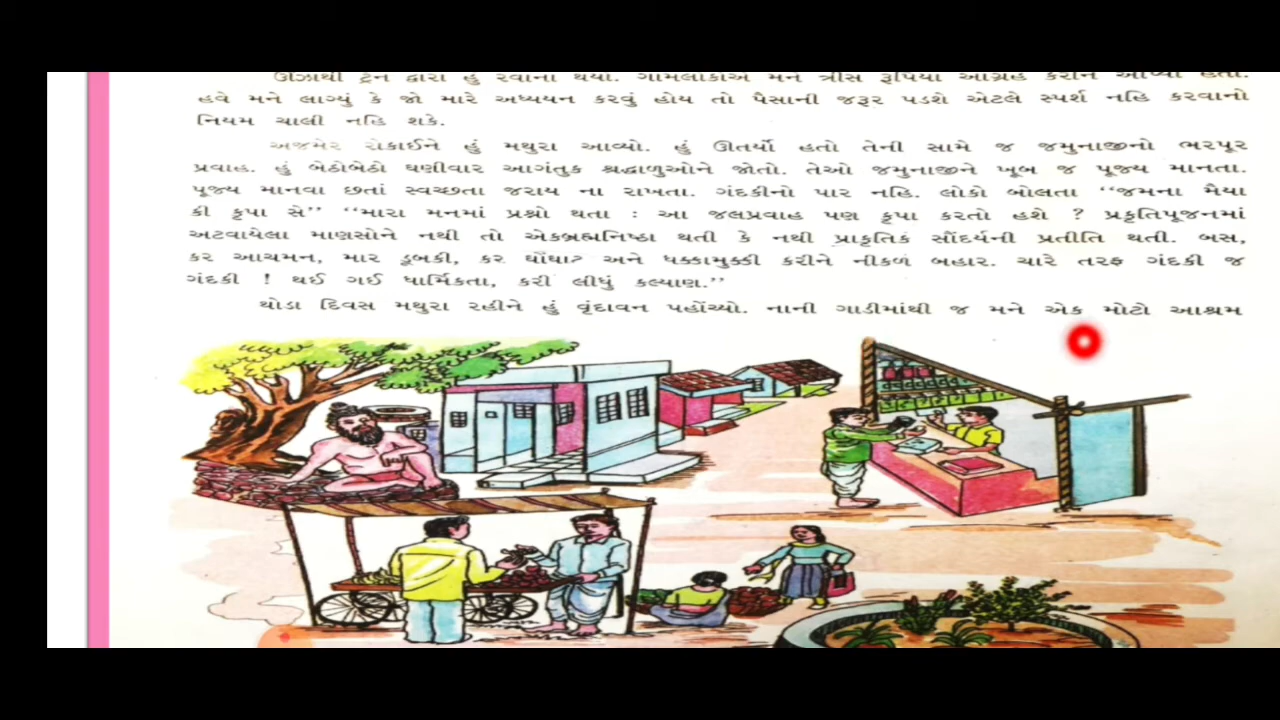 ઊંઝાથી ટ્રેન દ્વારા હું રવાના થયો. ગામલોકોએ મને ત્રીસ રૂપિયા આગ્રહ કરીને આપ્યા હતા.
હવે મને લાગ્યું કે જો મારે અધ્યયન કરવું હોય તો પૈસાની જરૂર પડશે એટલે સ્પર્શ નહિ કરવાનો
નિયમ ચાલી નહિ શકે.
અજમેર રોકાઈને હું મથુરા આવ્યો. હું ઊતર્યો હતો તેની સામે જ જમુનાજીનો ભરપૂર
પ્રવાહ. હું બેઠોબેઠો ઘણીવાર આગંતુક શ્રદ્ધાળુઓને જોતો. તેઓ જમુનાજીને ખૂબ જ પૂજ્ય માનતા.
પૂજ્ય માનવા છતાં સ્વચ્છતા જરાય ના રાખતા. ગંદકીનો પાર નહિ. લોકો બોલતા “જમના મૈયા
કી કૃપા સે” “મારા મનમાં પ્રશ્નો થતા : આ જલપ્રવાહ પણ કૃપા કરતો હશે ? પ્રકૃતિપૂજનમાં
અટવાયેલા માણસોને નથી તો એકબ્રહ્મનિષ્ઠા થતી કે નથી પ્રાકૃતિક સૌંદર્યની પ્રતીતિ થતી. બસ,
કર આચમન, માર ડૂબકી, કર ઘોંઘાટ અને ધક્કામુક્કી કરીને નીકળ બહાર. ચારે તરફ ગંદકી જ
ગંદકી ! થઈ ગઈ ધાર્મિકતા, કરી લીધું કલ્યાણ.”
થોડા દિવસ મથુરા રહીને હું વૃંદાવન પહોંચ્યો. નાની ગાડીમાંથી જ મને એક મોટો આશ્રમ